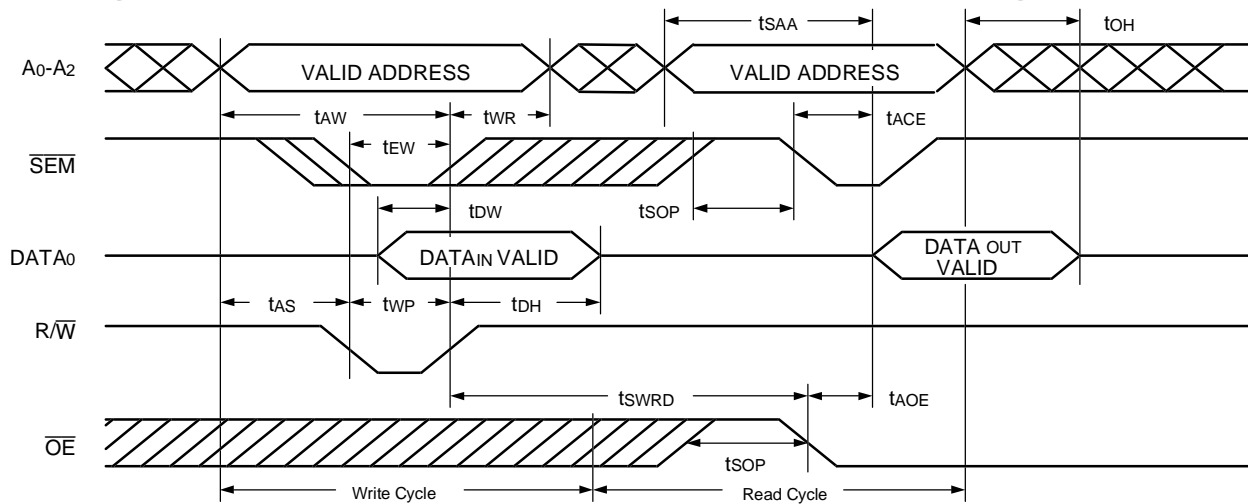 tSAA
tOH
A0-A2
VALID ADDRESS
VALID ADDRESS
tAW
tWR
tACE
tEW
SEM
tDW
tSOP
DATA0
DATAIN VALID
DATA OUT
VALID
tAS
tWP
tDH
R/W
tSWRD
tAOE
OE
tSOP
Write Cycle
Read Cycle